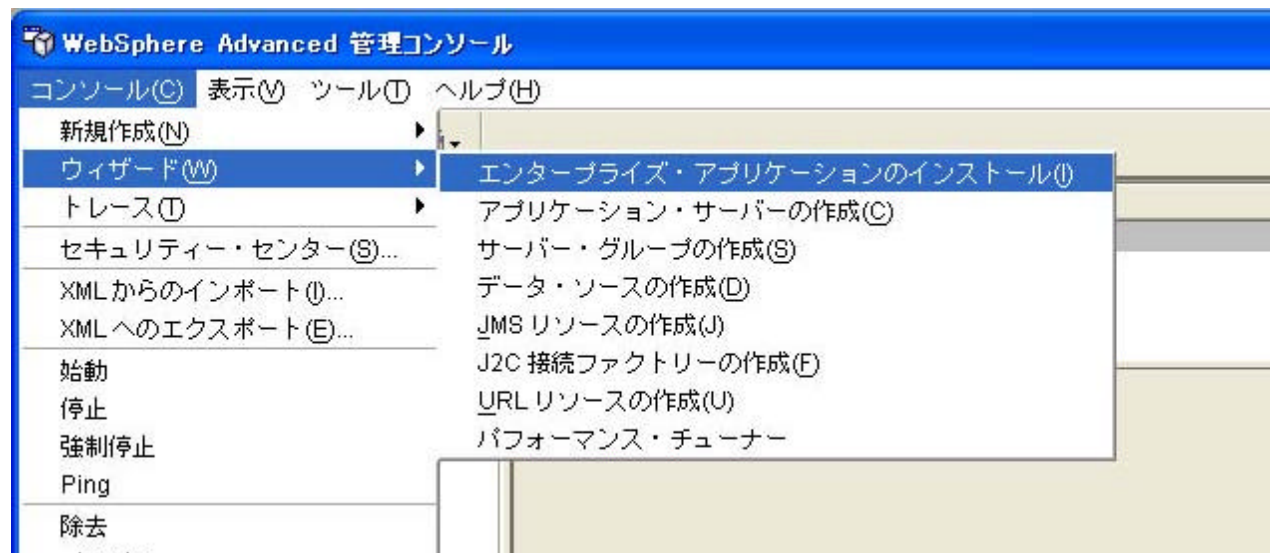 WebSphere Advanced 管理コンソール
コンソール(C) 表示(V) ツール(T) ヘルプ(H)
新規作成(N)
ウィザード(W)
トレース(T)
セキュリティー・センター(S)...
XMLからのインポート(I)...
XMLへのエクスポート(E)...
始動
停止
強制停止
Ping
除去
エンタープライズ・アプリケーションのインストール(I)
アプリケーション・サーバーの作成(C)
サーバー・グループの作成(S)
データ・ソースの作成(D)
JMS リソースの作成(J)
J2C 接続ファクトリーの作成(F)
URL リソースの作成(U)
パフォーマンス・チューナー